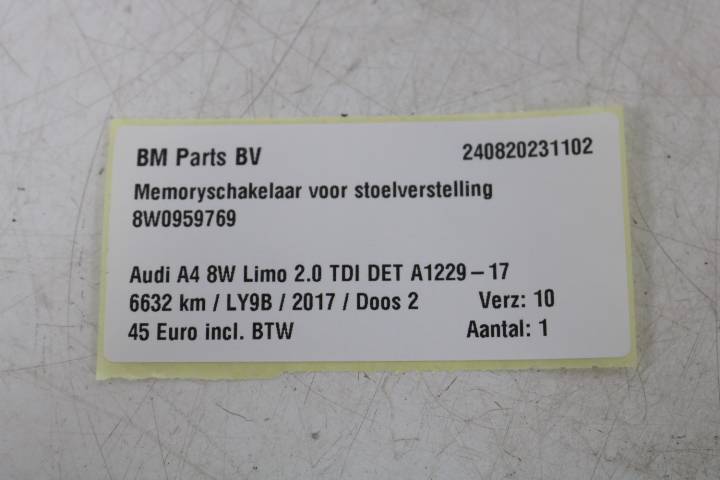 BM Parts BV 240820231102
Memoryschakelaar voor stoelverstelling
8W0959769
Audi A4 8W Limo 2.0 TDI DET A1229 – 17
6632 km / LY9B / 2017 / Doos 2 Verz: 10
45 Euro incl. BTW Aantal: 1